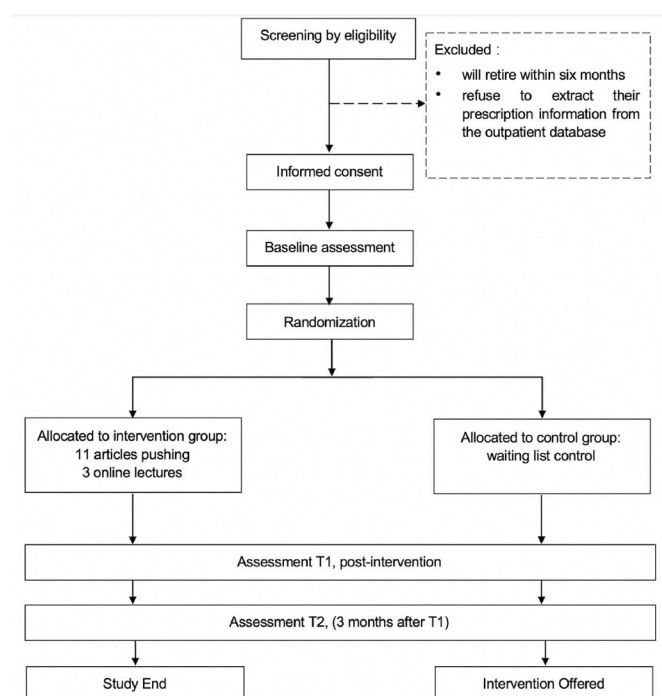 Screening by eligibility
Excluded :
• will retire within six months
• refuse to extract their
prescription information from
the outpatient database
Informed consent
Baseline assessment
Randomization
Allocated to intervention group:
11 articles pushing
3 online lectures
Allocated to control group:
waiting list control
Assessment T1, post-intervention
Assessment T2, (3 months after T1)
Study End
Intervention Offered